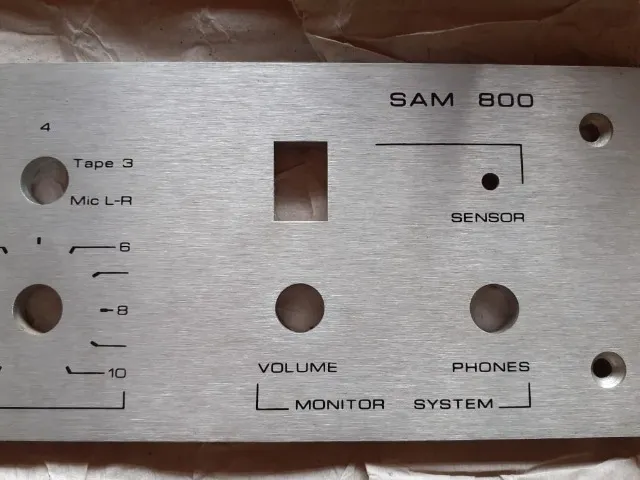 SAM 800
4
Tape 3
Mic L-R
SENSOR
6
8
10
VOLUME
PHONES
MONITOR SYSTEM